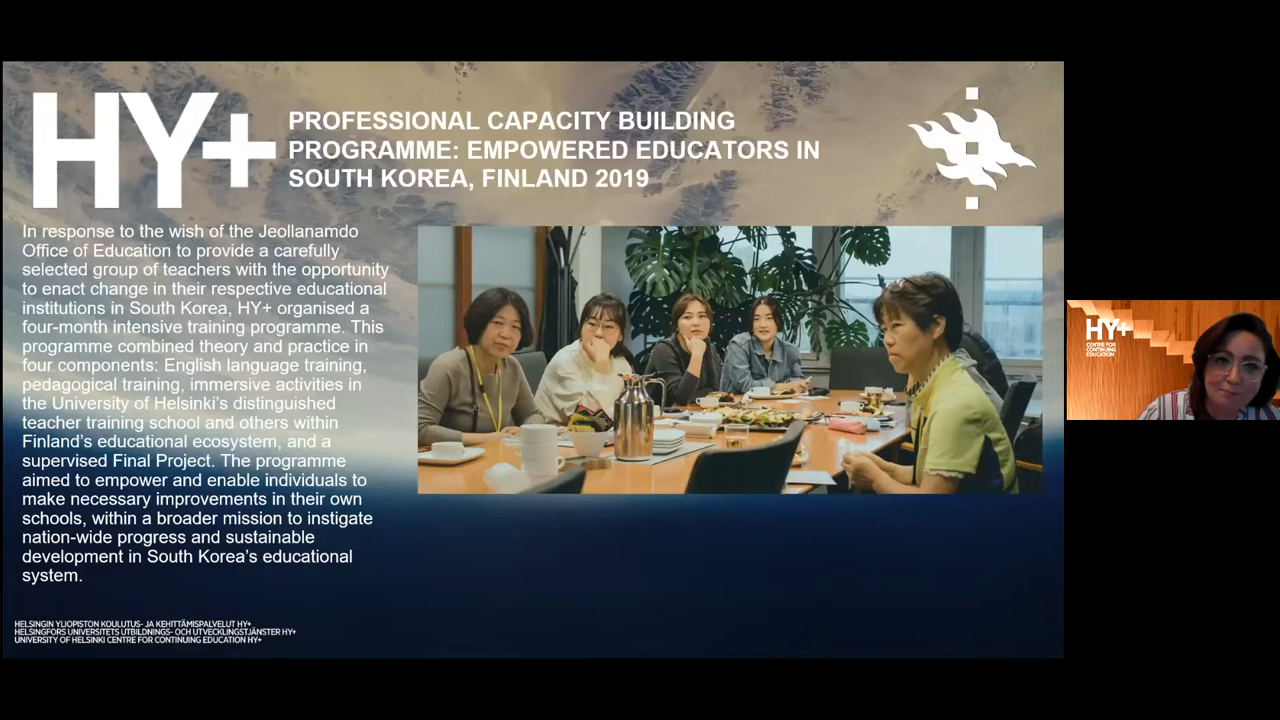 HY+
PROFESSIONAL CAPACITY BUILDING
PROGRAMME: EMPOWERED EDUCATORS IN
SOUTH KOREA, FINLAND 2019
In response to the wish of the Jeollanamdo
Office of Education to provide a carefully
selected group of teachers with the opportunity
to enact change in their respective educational
institutions in South Korea, HY+ organised a
four-month intensive training programme. This
programme combined theory and practice in
four components: English language training,
pedagogical training, immersive activities in
the University of Helsinki's distinguished
teacher training school and others within
Finland's educational ecosystem, and a
supervised Final Project. The programme
aimed to empower and enable individuals to
make necessary improvements in their own
schools, within a broader mission to instigate
nation-wide progress and sustainable
development in South Korea's educational
system.
HELSINGIN YLIOPISTON KOULUTUS- JA KEHITTÄMISPALVELUT HY+
HELSINGFORS UNIVERSITETS UTBILDNINGS- OCH UTVECKLINGSTJÄNSTER HY+
UNIVERSITY OF HELSINKI CENTRE FOR CONTINUING EDUCATION HY+
HY+
CENTRE FOR
CONTINUING
EDUCATION